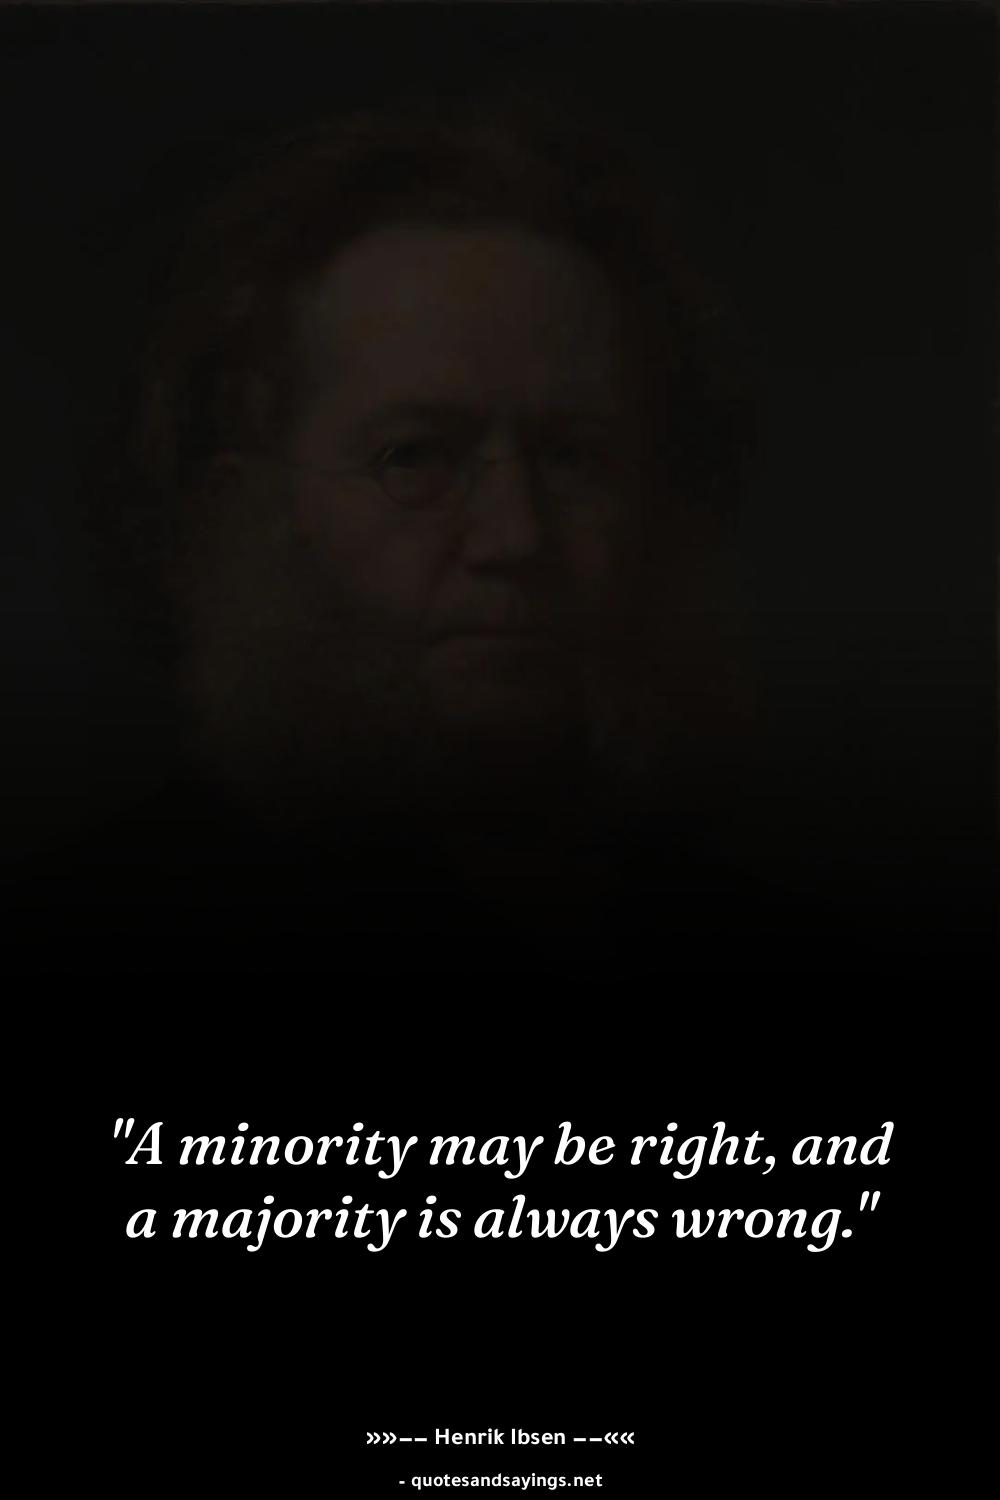 "A minority may be right, and
a majority is always wrong."
»»–– Henrik Ibsen ––««
- quotesandsayings.net